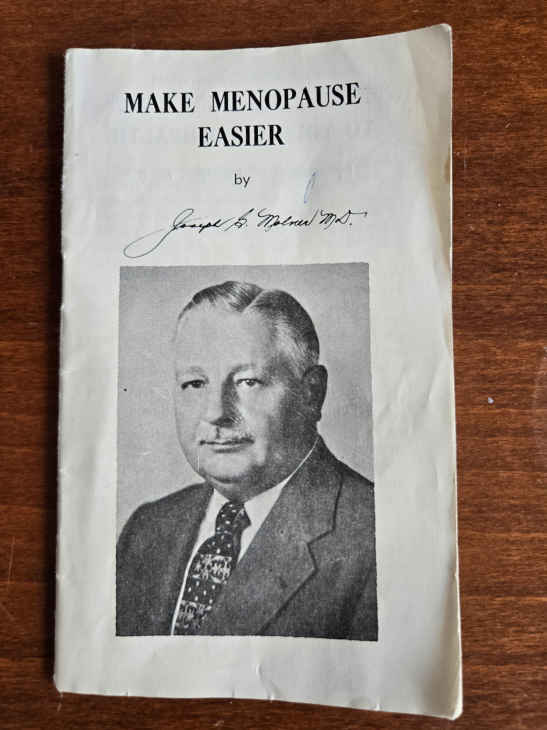 MAKE MENOPAUSE
EASIER
by
Joseph G. Molner M.D.